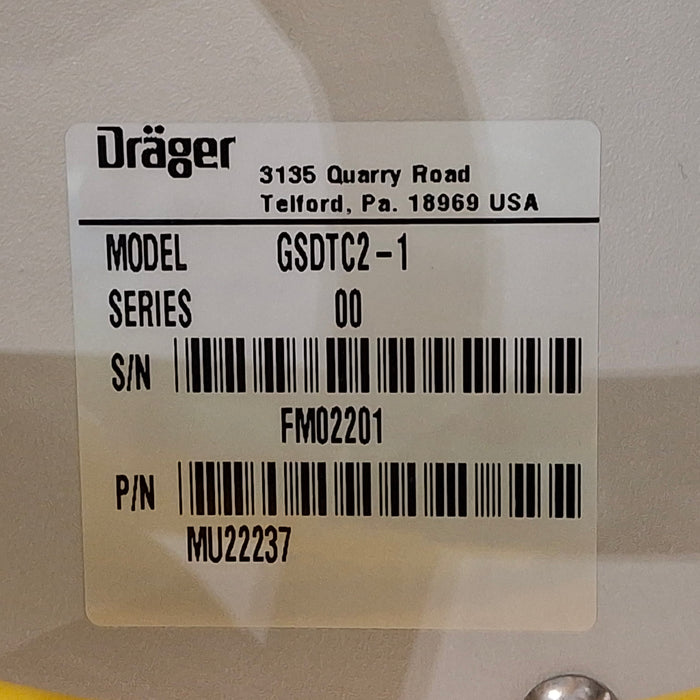 Dräger
3135 Quarry Road
Telford, Pa. 18969 USA
MODEL GSDTC2-1
SERIES 00
S/N
FM02201
P/N
MU22237